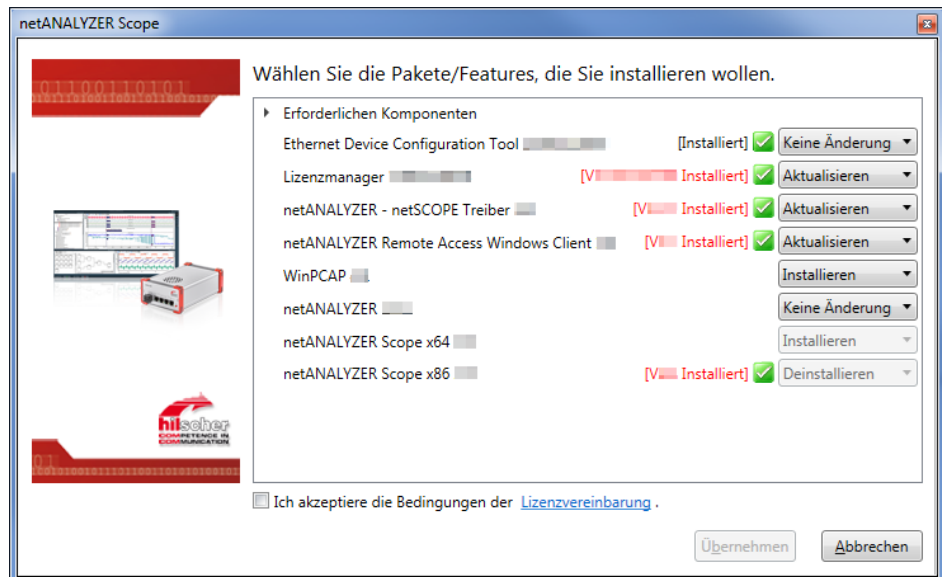 netANALYZER Scope
Wählen Sie die Pakete/Features, die Sie installieren wollen.
Erforderlichen Komponenten
Ethernet Device Configuration Tool [Installiert] Keine Änderung
Lizenzmanager [V Installiert] Aktualisieren
netANALYZER - netSCOPE Treiber [V Installiert] Aktualisieren
netANALYZER Remote Access Windows Client [V Installiert] Aktualisieren
WinPCAP Installieren
netANALYZER Keine Änderung
netANALYZER Scope x64 Installieren
netANALYZER Scope x86 [V Installiert] Deinstallieren
hilscher
COMPETENCE IN
COMMUNICATION
Ich akzeptiere die Bedingungen der Lizenzvereinbarung .
Übernehmen Abbrechen